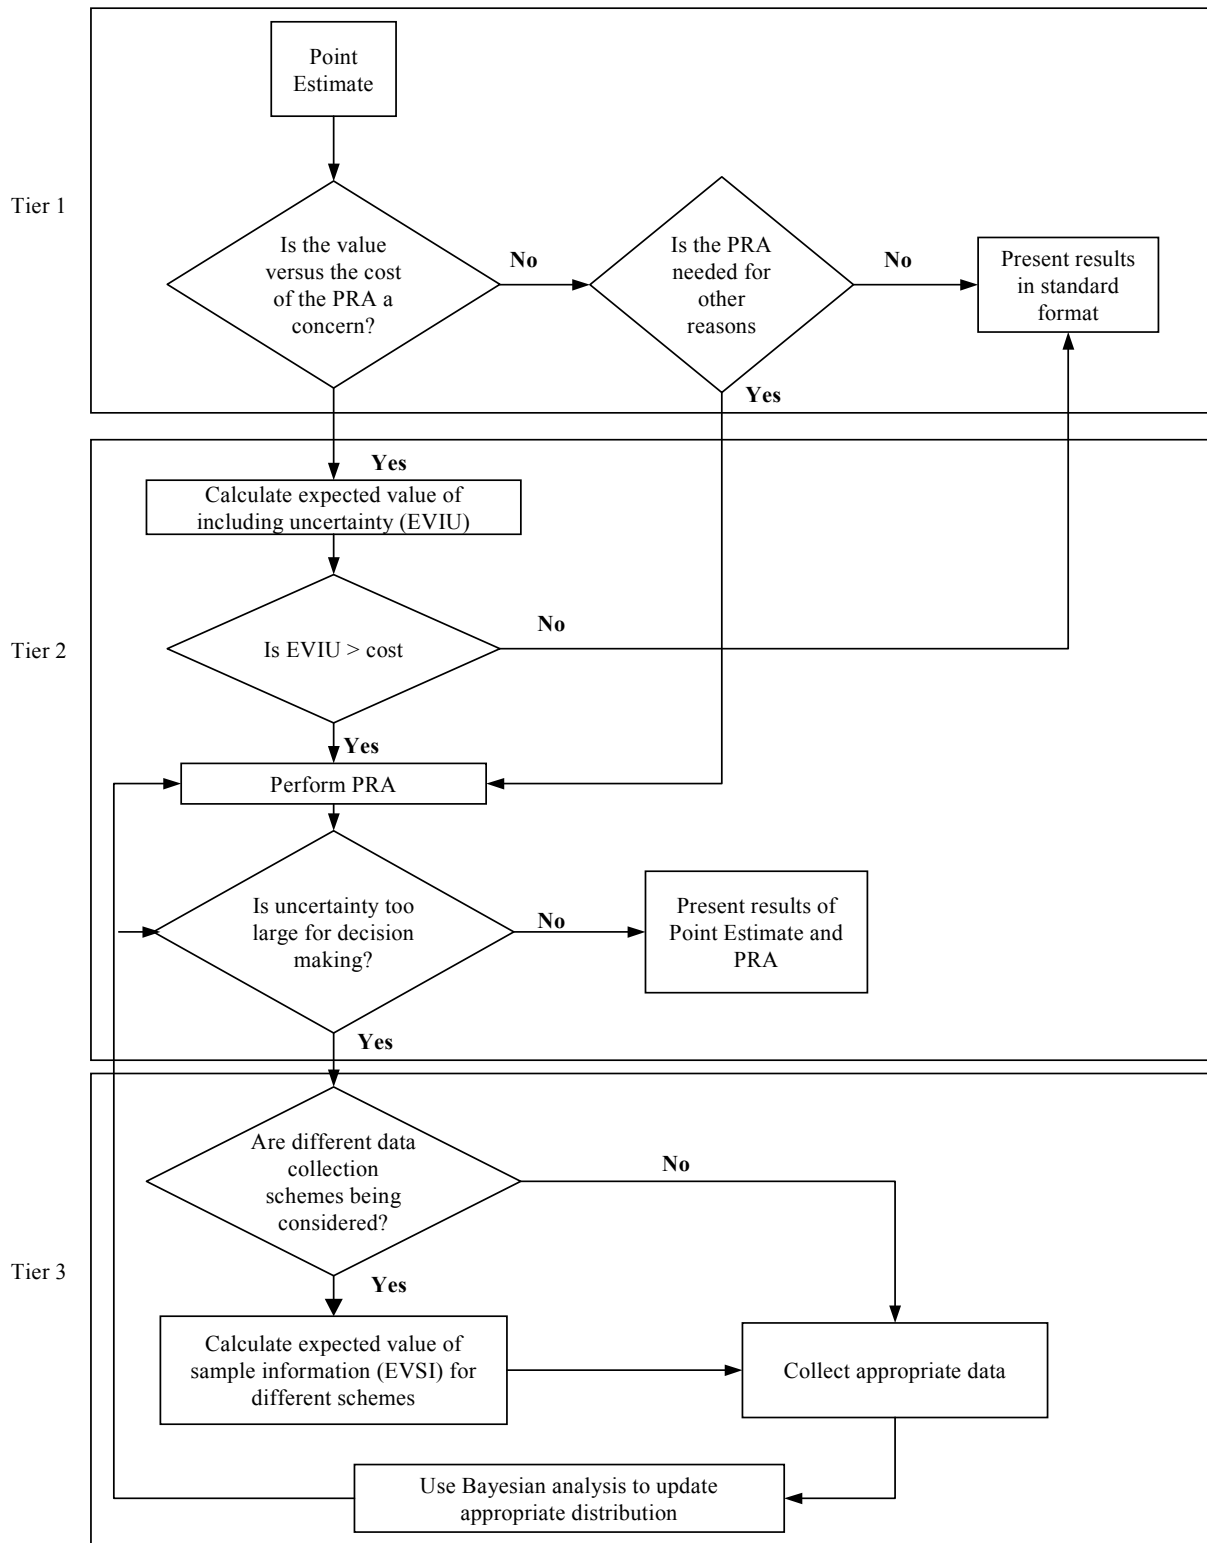 Point
Estimate
Tier 1
Is the value
versus the cost
of the PRA a
concern?
No
Is the PRA
needed for
other
reasons
No
Present results
in standard
format
Yes
Yes
Calculate expected value of
including uncertainty (EVIU)
Tier 2
Is EVIU > cost
No
Yes
Perform PRA
Is uncertainty too
large for decision
making?
No
Present results of
Point Estimate and
PRA
Yes
Are different data
collection
schemes being
considered?
No
Tier 3
Yes
Calculate expected value of
sample information (EVSI) for
different schemes
Collect appropriate data
Use Bayesian analysis to update
appropriate distribution